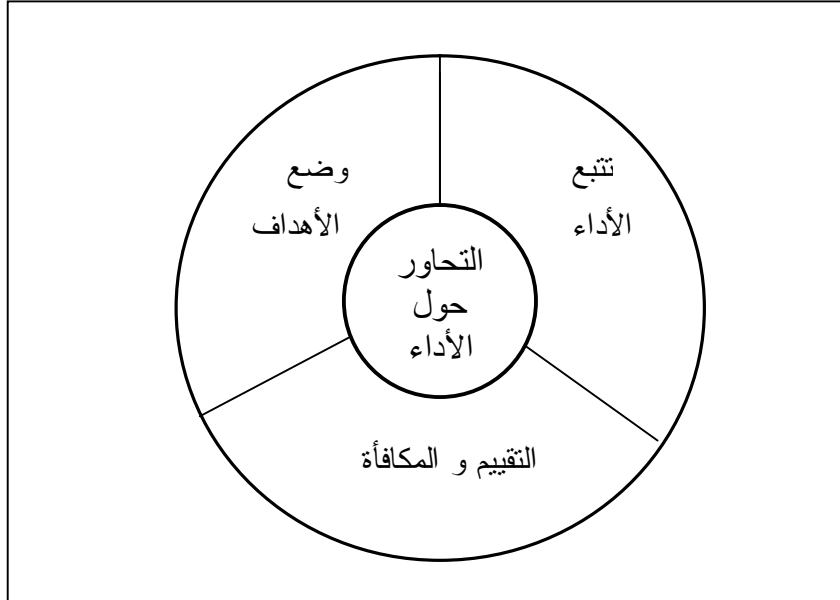 وضع
الأهداف
تتبع
الأداء
التحاور
حول
الأداء
التقييم و المكافأة